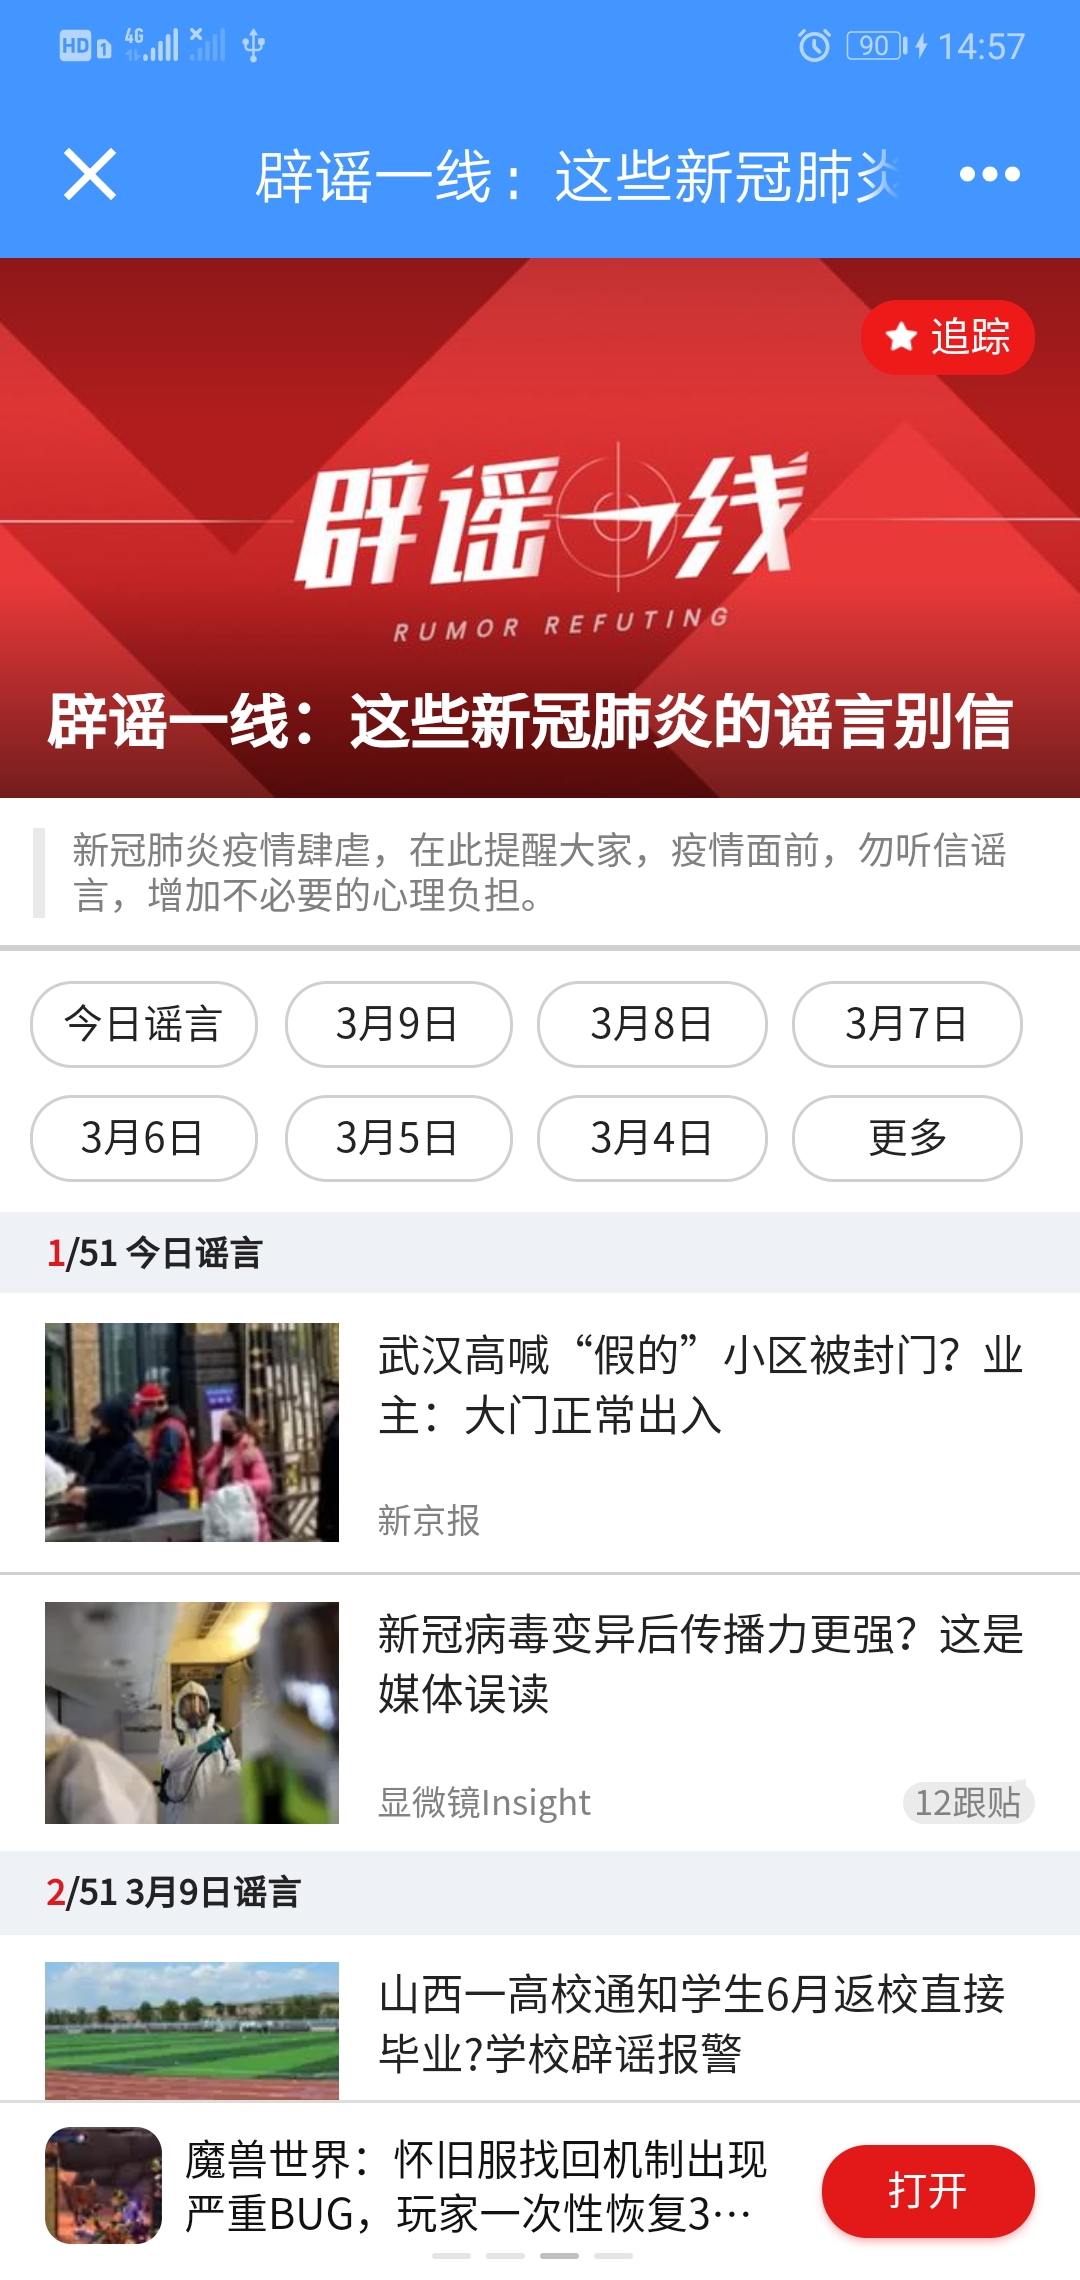 HD 1 4G 90 14:57
辟谣一线：这些新冠肺炎
追踪
辟谣一线
RUMOR REFUTING
辟谣一线：这些新冠肺炎的谣言别信
新冠肺炎疫情肆虐，在此提醒大家，疫情面前，勿听信谣
言，增加不必要的心理负担。
今日谣言 3月9日 3月8日 3月7日
3月6日 3月5日 3月4日 更多
1/51 今日谣言
武汉高喊“假的”小区被封门？业
主：大门正常出入
新京报
新冠病毒变异后传播力更强？这是
媒体误读
显微镜Insight 12跟贴
2/51 3月9日谣言
山西一高校通知学生6月返校直接
毕业?学校辟谣报警
魔兽世界：怀旧服找回机制出现
严重BUG，玩家一次性恢复3…
打开